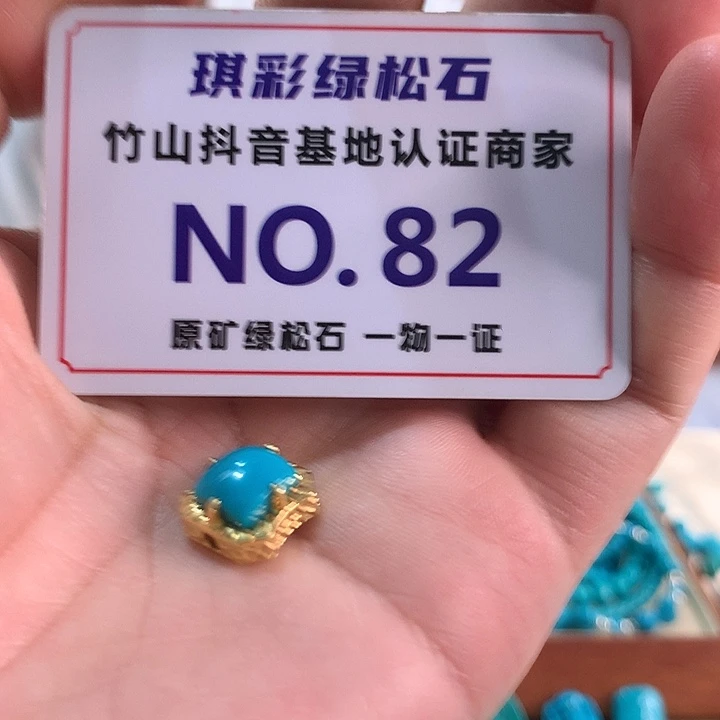 琪彩绿松石
竹山抖音基地认证商家
NO.82
原矿绿松石 一物一证